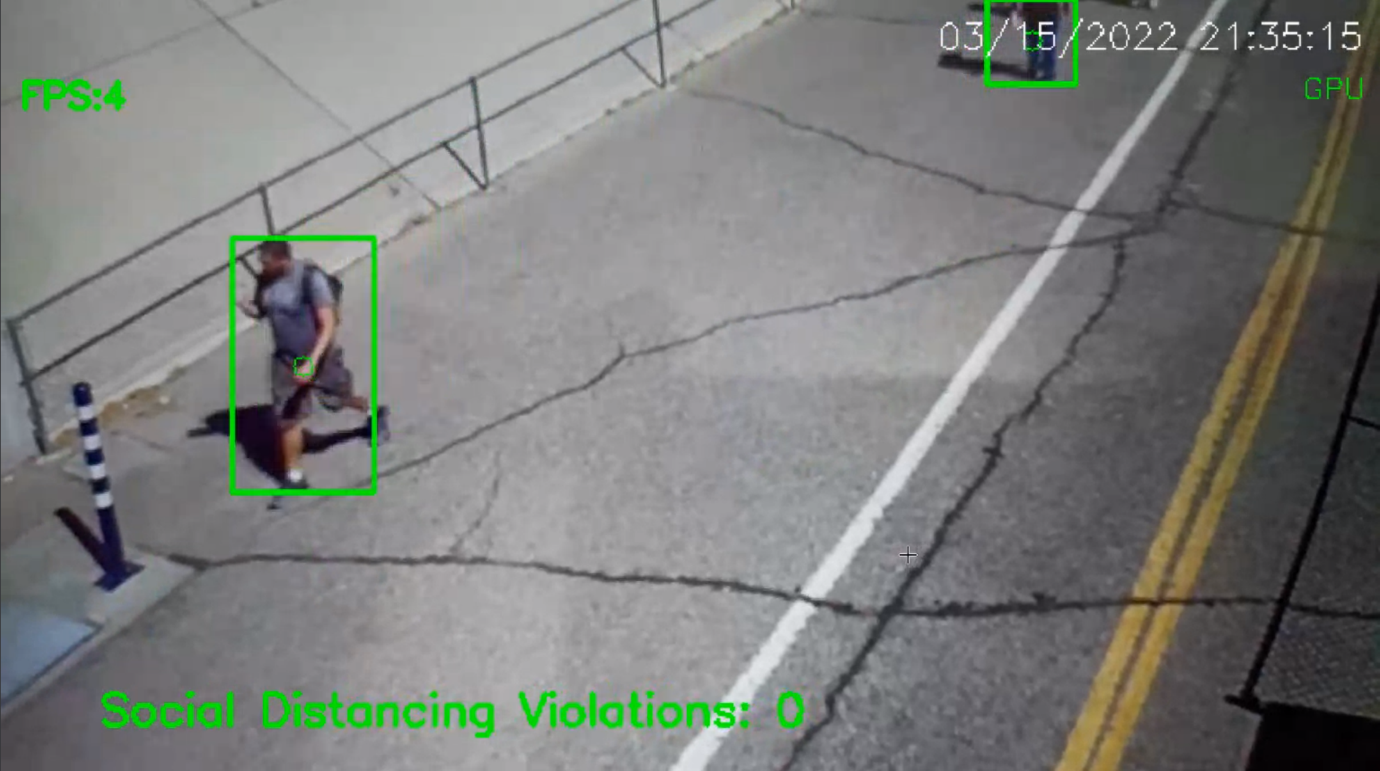 03/15/2022 21:35:15
FPS:4
GPU
Social Distancing Violations: 0